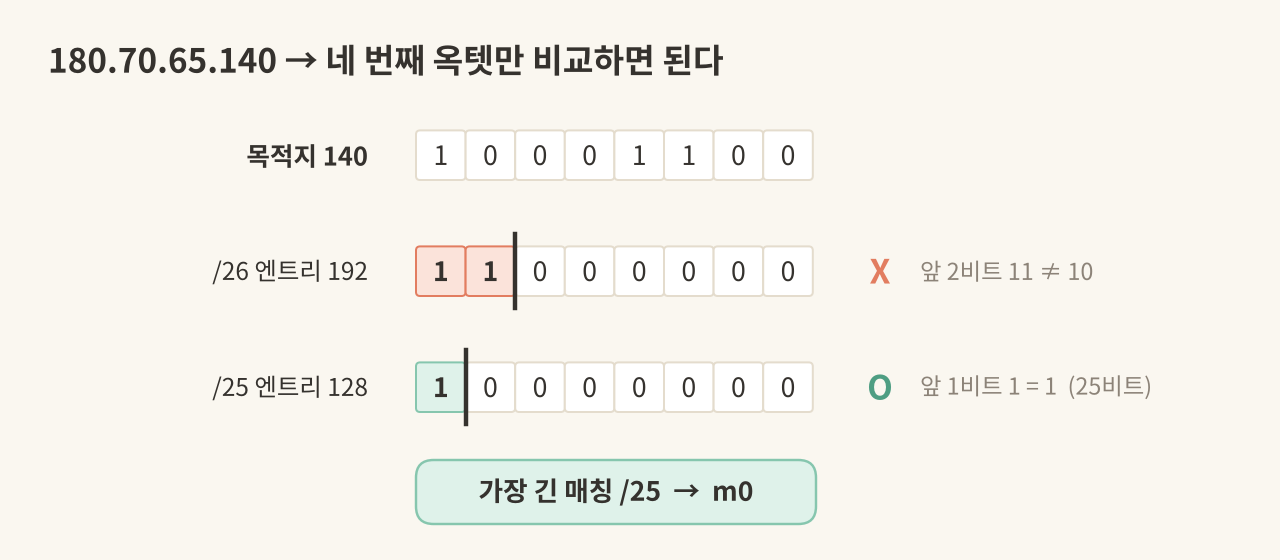 180.70.65.140 → 네 번째 옥텟만 비교하면 된다
목적지 140 1 0 0 0 1 1 0 0
/26 엔트리 192 1 1 0 0 0 0 0 0 X 앞 2비트 11 ≠ 10
/25 엔트리 128 1 0 0 0 0 0 0 0 O 앞 1비트 1 = 1 (25비트)
가장 긴 매칭 /25 → m0